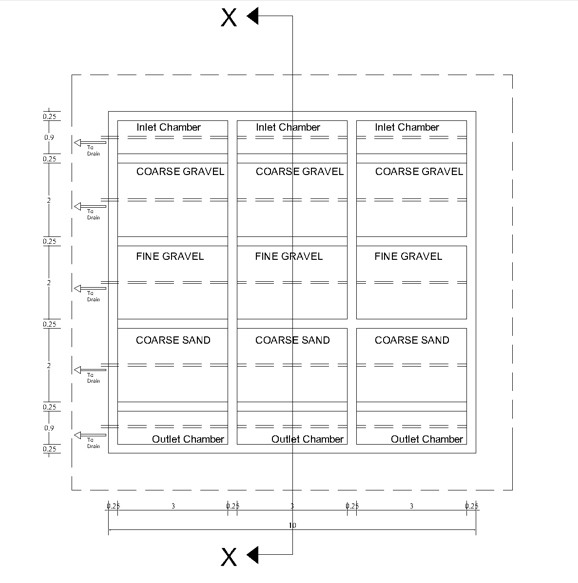 X
0.25
Inlet Chamber Inlet Chamber Inlet Chamber
0.9
To
Drain
0.25
COARSE GRAVEL COARSE GRAVEL COARSE GRAVEL
2
To
Drain
0.25
FINE GRAVEL FINE GRAVEL FINE GRAVEL
2
To
Drain
0.25
COARSE SAND COARSE SAND COARSE SAND
2
To
Drain
0.25
0.9
Outlet Chamber Outlet Chamber Outlet Chamber
To
Drain
0.25
0.25 3 0.25 3 0.25 3 0.25
10
X